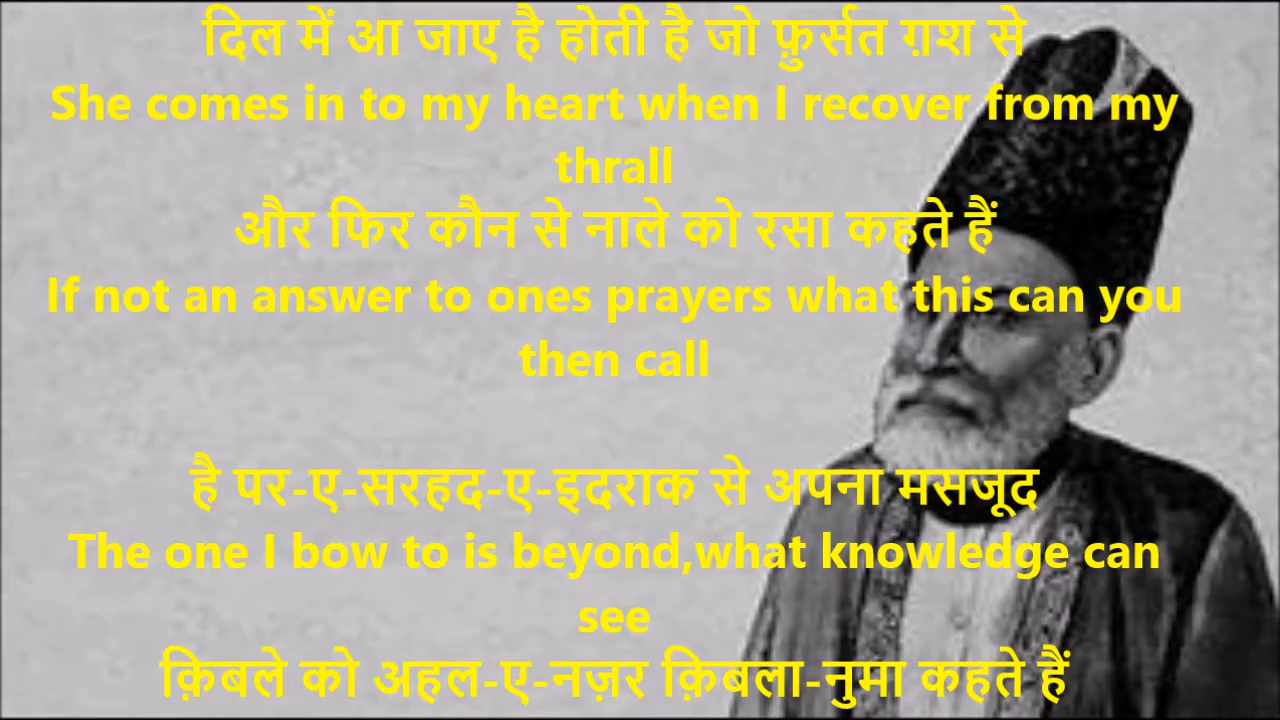 दिल में आ जाए है होती है जो फ़ुर्सत ग़श से
She comes in to my heart when I recover from my
thrall
और फिर कौन से नाले को रसा कहते हैं
If not an answer to ones prayers what this can you
then call
है पर-ए-सरहद-ए-इदराक से अपना मसजूद
The one I bow to is beyond,what knowledge can
see
क़िबले को अहल-ए-नज़र क़िबला-नुमा कहते हैं